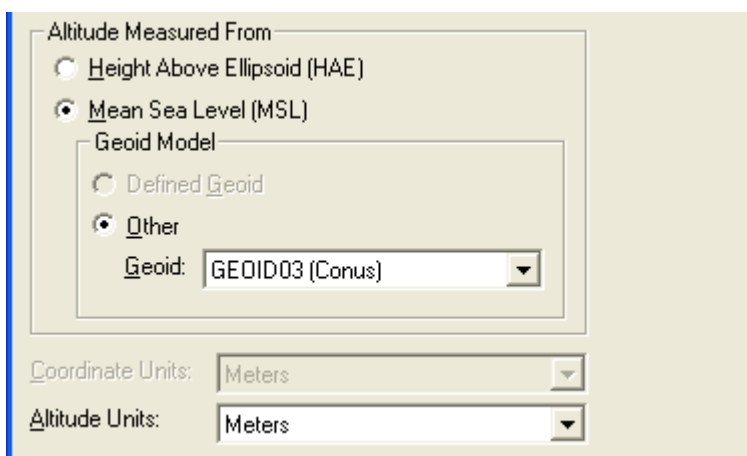 Altitude Measured From
Height Above Ellipsoid (HAE)
Mean Sea Level (MSL)
Geoid Model
Defined Geoid
Other
Geoid: GEOID03 (Conus)
Coordinate Units: Meters
Altitude Units: Meters